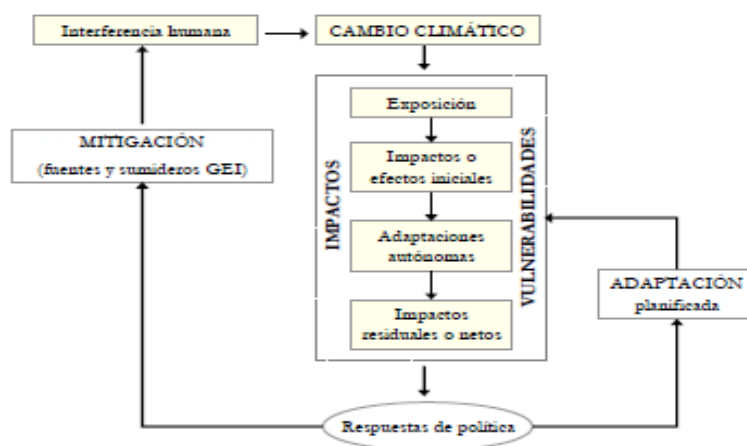 Interferencia humana
CAMBIO CLIMÁTICO
Exposición
MITIGACIÓN
(fuentes y sumideros GEI)
Impactos o
efectos iniciales
IMPACTOS
VULNERABILIDADES
Adaptaciones
autónomas
ADAPTACIÓN
planificada
Impactos
residuales o netos
Respuestas de política